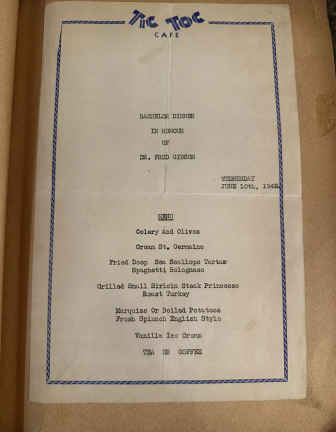 TIC TOC
CAFE
BACHELOR DINNER
IN HONOUR
OF
DR. FRED GIBSON
WEDNESDAY
JUNE 10th, 1942.
MENU
Celery And Olives
Cream St. Germaine
Fried Deep Sea Scallops Tartar
Spaghetti Bolognase
Grilled Small Sirloin Steak Princesse
Roast Turkey
Marquise Or Boiled Potatoes
Fresh Spinach English Style
Vanilla Ice Cream
TEA OR COFFEE